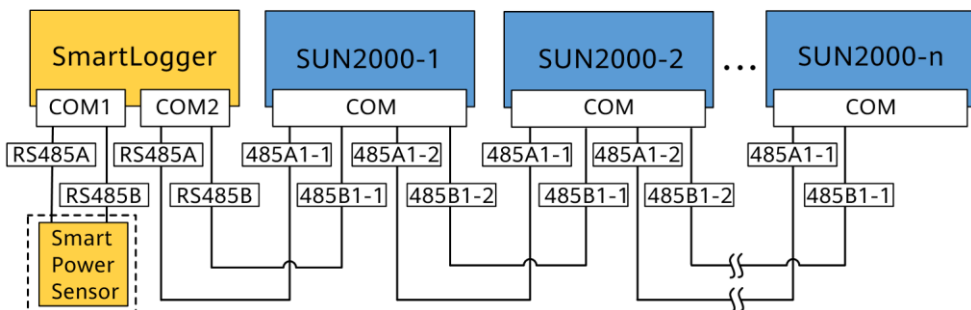 SmartLogger
SUN2000-1
SUN2000-2
...
SUN2000-n
COM1
COM2
COM
COM
COM
RS485A
RS485A
485A1-1
485A1-2
485A1-1
485A1-2
485A1-1
RS485B
RS485B
485B1-1
485B1-2
485B1-1
485B1-2
485B1-1
Smart
Power
Sensor